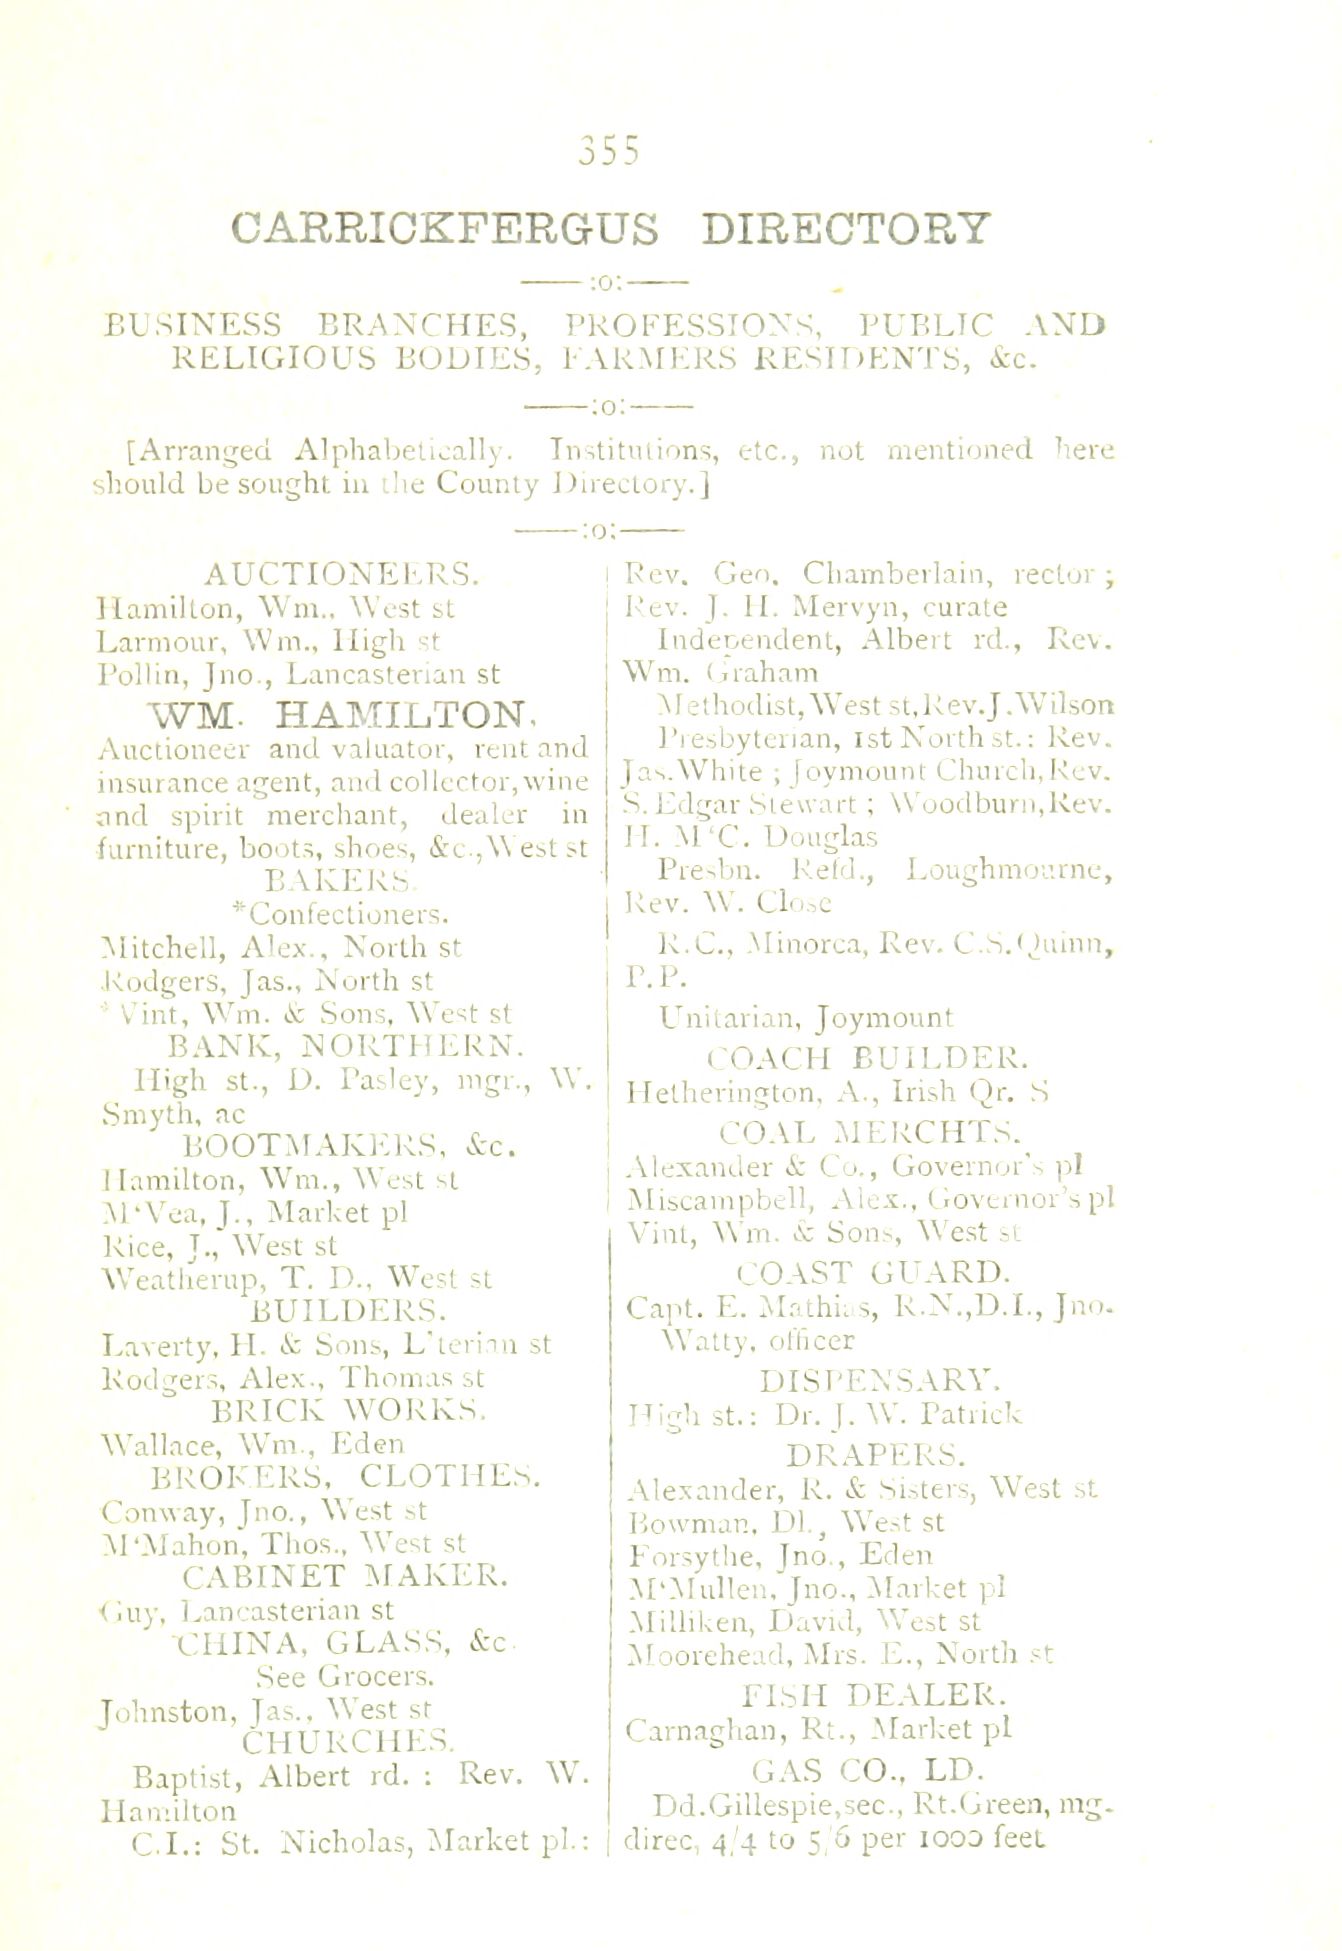 355
CARRICKFERGUS DIRECTORY
——:o:——
BUSINESS BRANCHES, PROFESSIONS, PUBLIC AND
RELIGIOUS BODIES, FARMERS RESIDENTS, &c.
——:o:——
[Arranged Alphabetically. Institutions, etc., not mentioned here
should be sought in the County Directory.]
——:o:——
AUCTIONEERS.
Hamilton, Wm., West st
Larmour, Wm., High st
Pollin, Jno., Lancasterian st
WM. HAMILTON,
Auctioneer and valuator, rent and
insurance agent, and collector, wine
and spirit merchant, dealer in
furniture, boots, shoes, &c., West st
BAKERS.
*Confectioners.
Mitchell, Alex., North st
Rodgers, Jas., North st
*Vint, Wm. & Sons, West st
BANK, NORTHERN.
High st., D. Pasley, mgr., W.
Smyth, ac
BOOTMAKERS, &c.
Hamilton, Wm., West st
M‘Vea, J., Market pl
Rice, J., West st
Weatherup, T. D., West st
BUILDERS.
Laverty, H. & Sons, L'terian st
Rodgers, Alex., Thomas st
BRICK WORKS.
Wallace, Wm., Eden
BROKERS, CLOTHES.
Conway, Jno., West st
M‘Mahon, Thos., West st
CABINET MAKER.
Guy, Lancasterian st
CHINA, GLASS, &c.
See Grocers.
Johnston, Jas., West st
CHURCHES.
Baptist, Albert rd. : Rev. W.
Hamilton
C.I.: St. Nicholas, Market pl.:
Rev. Geo. Chamberlain, rector ;
Rev. J. H. Mervyn, curate
Independent, Albert rd., Rev.
Wm. Graham
Methodist, West st, Rev. J. Wilson
Presbyterian, 1st North st.: Rev.
Jas. White ; Joymount Church, Rev.
S. Edgar Stewart ; Woodburn, Rev.
H. M‘C. Douglas
Presbn. Refd., Loughmourne,
Rev. W. Close
R.C., Minorca, Rev. C.S. Quinn,
P.P.
Unitarian, Joymount
COACH BUILDER.
Hetherington, A., Irish Qr. S
COAL MERCHTS.
Alexander & Co., Governor's pl
Miscampbell, Alex., Governor's pl
Vint, Wm. & Sons, West st
COAST GUARD.
Capt. E. Mathias, R.N., D.I., Jno.
Watty, officer
DISPENSARY.
High st.: Dr. J. W. Patrick
DRAPERS.
Alexander, R. & Sisters, West st
Bowman, Dl., West st
Forsythe, Jno., Eden
M‘Mullen, Jno., Market pl
Milliken, David, West st
Moorehead, Mrs. E., North st
FISH DEALER.
Carnaghan, Rt., Market pl
GAS CO., LD.
Dd. Gillespie, sec., Rt. Green, mg.
direc, 4/4 to 5/6 per 1000 feet